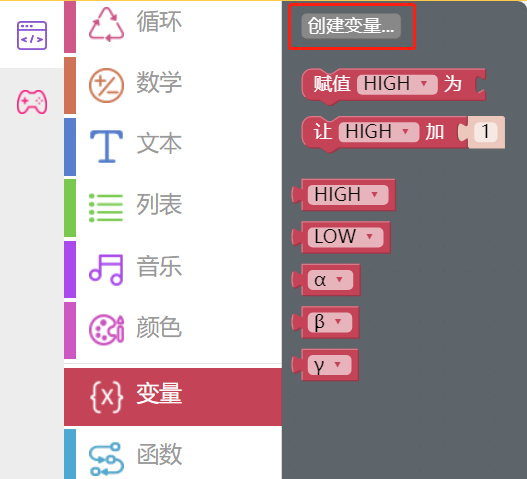 循环
数学
文本
列表
音乐
颜色
变量
函数
创建变量...
赋值 HIGH 为
让 HIGH 加 1
HIGH
LOW
α
β
γ